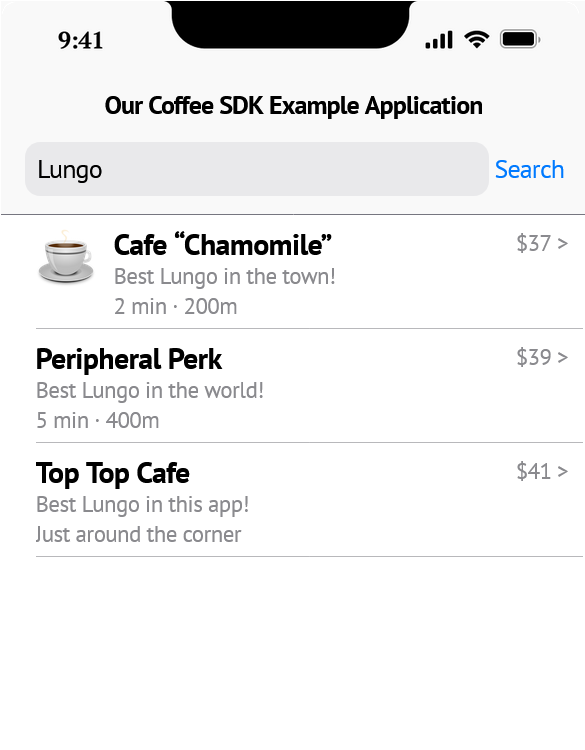 9:41
Our Coffee SDK Example Application
Lungo
Search
Cafe “Chamomile”
$37 >
Best Lungo in the town!
2 min · 200m
Peripheral Perk
$39 >
Best Lungo in the world!
5 min · 400m
Top Top Cafe
$41 >
Best Lungo in this app!
Just around the corner